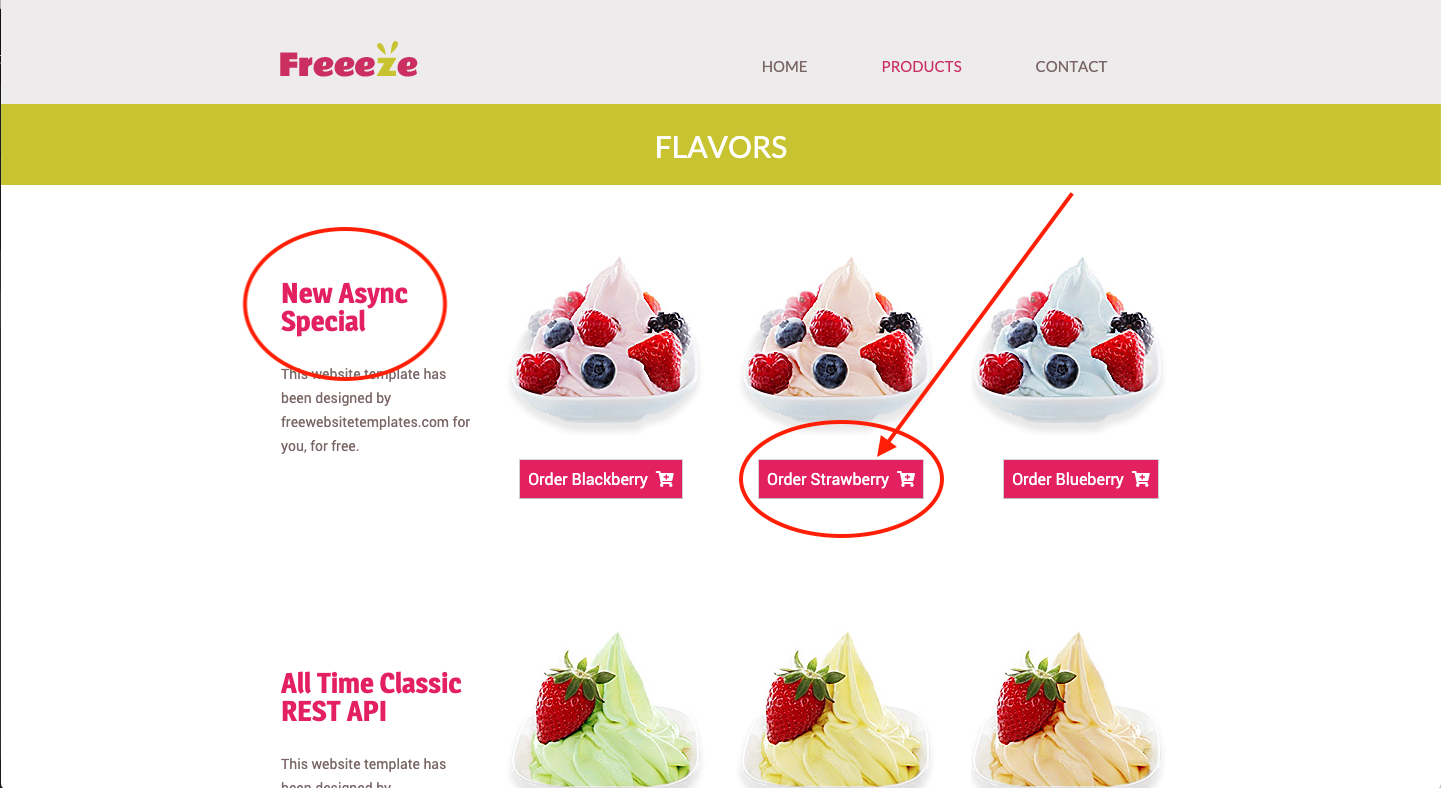 Freeeze
HOME
PRODUCTS
CONTACT
FLAVORS
New Async
Special
This website template has
been designed by
freewebsitetemplates.com for
you, for free.
Order Blackberry
Order Strawberry
Order Blueberry
All Time Classic
REST API
This website template has
been designed by